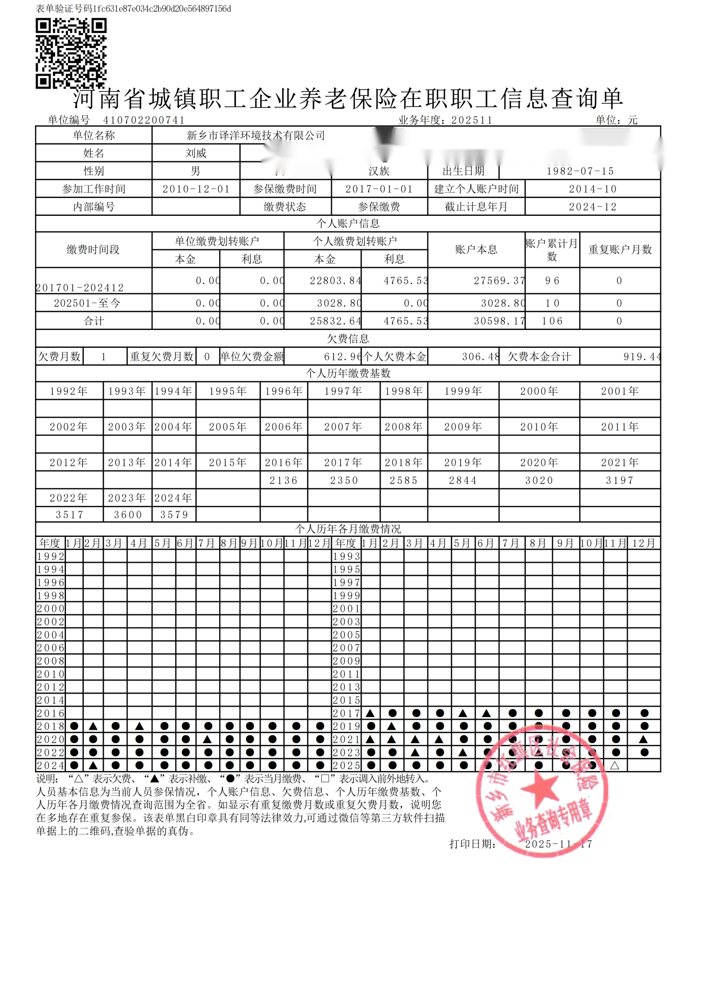 表单验证号码1fc631e87e034c2b90d20e564897156d
河南省城镇职工企业养老保险在职职工信息查询单
单位编号 410702200741 业务年度：202511 单位：元
单位名称 新乡市译洋环境技术有限公司
姓名 刘威
性别 男 汉族 出生日期 1982-07-15
参加工作时间 2010-12-01 参保缴费时间 2017-01-01 建立个人账户时间 2014-10
内部编号 缴费状态 参保缴费 截止计息年月 2024-12
个人账户信息
缴费时间段 单位缴费划转账户 个人缴费划转账户 账户本息 账户累计月数 重复账户月数
本金 利息 本金 利息
201701-202412 0.00 0.00 22803.84 4765.53 27569.37 96 0
202501-至今 0.00 0.00 3028.80 0.00 3028.80 10 0
合计 0.00 0.00 25832.64 4765.53 30598.17 106 0
欠费信息
欠费月数 1 重复欠费月数 0 单位欠费金额 612.96 个人欠费本金 306.48 欠费本金合计 919.44
个人历年缴费基数
1992年 1993年 1994年 1995年 1996年 1997年 1998年 1999年 2000年 2001年
2002年 2003年 2004年 2005年 2006年 2007年 2008年 2009年 2010年 2011年
2012年 2013年 2014年 2015年 2016年 2017年 2018年 2019年 2020年 2021年
2136 2350 2585 2844 3020 3197
2022年 2023年 2024年
3517 3600 3579
个人历年各月缴费情况
年度 1月 2月 3月 4月 5月 6月 7月 8月 9月 10月 11月 12月 年度 1月 2月 3月 4月 5月 6月 7月 8月 9月 10月 11月 12月
1992 1993
1994 1995
1996 1997
1998 1999
2000 2001
2002 2003
2004 2005
2006 2007
2008 2009
2010 2011
2012 2013
2014 2015
2016 2017 ▲ ● ● ● ▲ ▲ ● ● ● ● ● ●
2018 ● ▲ ● ▲ ● ● ● ● ● ● ● ● 2019 ● ▲ ● ● ● ● ● ● ● ● ● ●
2020 ● ● ● ● ● ● ▲ ● ● ● ● ● 2021 ▲ ▲ ▲ ▲ ● ● ● ● ● ● ● ▲
2022 ● ● ● ● ● ● ● ● ● ● ● ● 2023 ● ● ▲ ● ▲ ● ● ▲ ● ● ● ●
2024 ● ▲ ● ● ● ● ● ● ● ● ● ● 2025 ● ● ● ● ● ● ● ● ● ● △
说明：“△”表示欠费、“▲”表示补缴、“●”表示当月缴费、“□”表示调入前外地转入。
人员基本信息为当前人员参保情况，个人账户信息、欠费信息、个人历年缴费基数、个
人历年各月缴费情况查询范围为全省。如显示有重复缴费月数或重复欠费月数，说明您
在多地存在重复参保。该表单黑白印章具有同等法律效力,可通过微信等第三方软件扫描
单据上的二维码,查验单据的真伪。
打印日期： 2025-11-17
新乡市红旗区社会保险
业务查询专用章